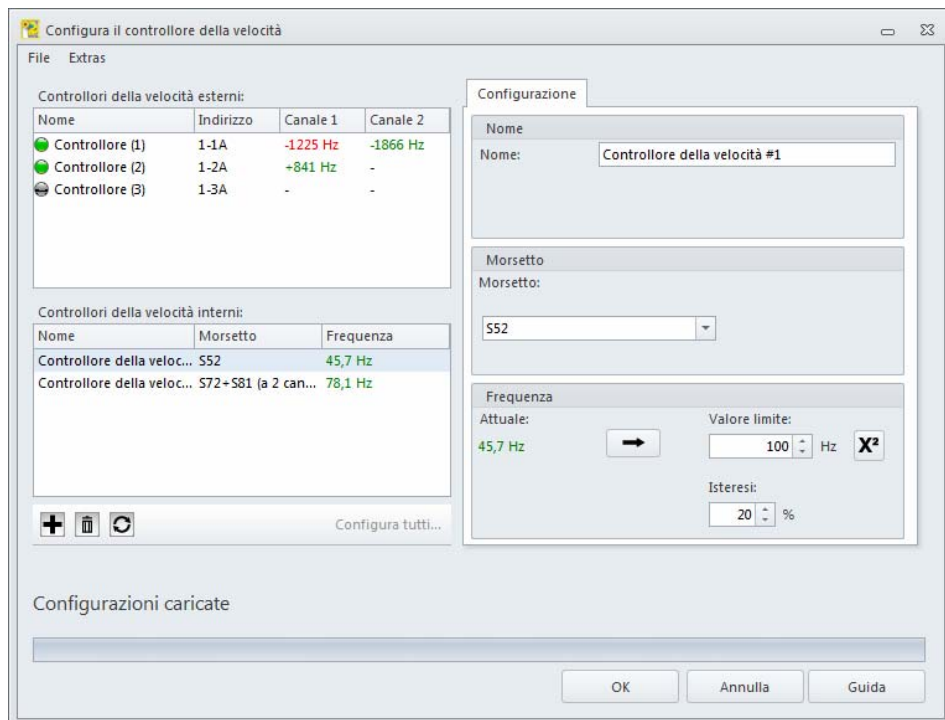 Configura il controllore della velocità
File Extras
Controllori della velocità esterni:
Nome Indirizzo Canale 1 Canale 2
Controllore (1) 1-1A -1225 Hz -1866 Hz
Controllore (2) 1-2A +841 Hz -
Controllore (3) 1-3A - -
Controllori della velocità interni:
Nome Morsetto Frequenza
Controllore della veloc... S52 45,7 Hz
Controllore della veloc... S72+S81 (a 2 can... 78,1 Hz
Configura tutti...
Configurazione
Nome
Nome: Controllore della velocità #1
Morsetto
Morsetto:
S52
Frequenza
Attuale: Valore limite:
45,7 Hz 100 Hz X²
Isteresi:
20 %
Configurazioni caricate
OK Annulla Guida